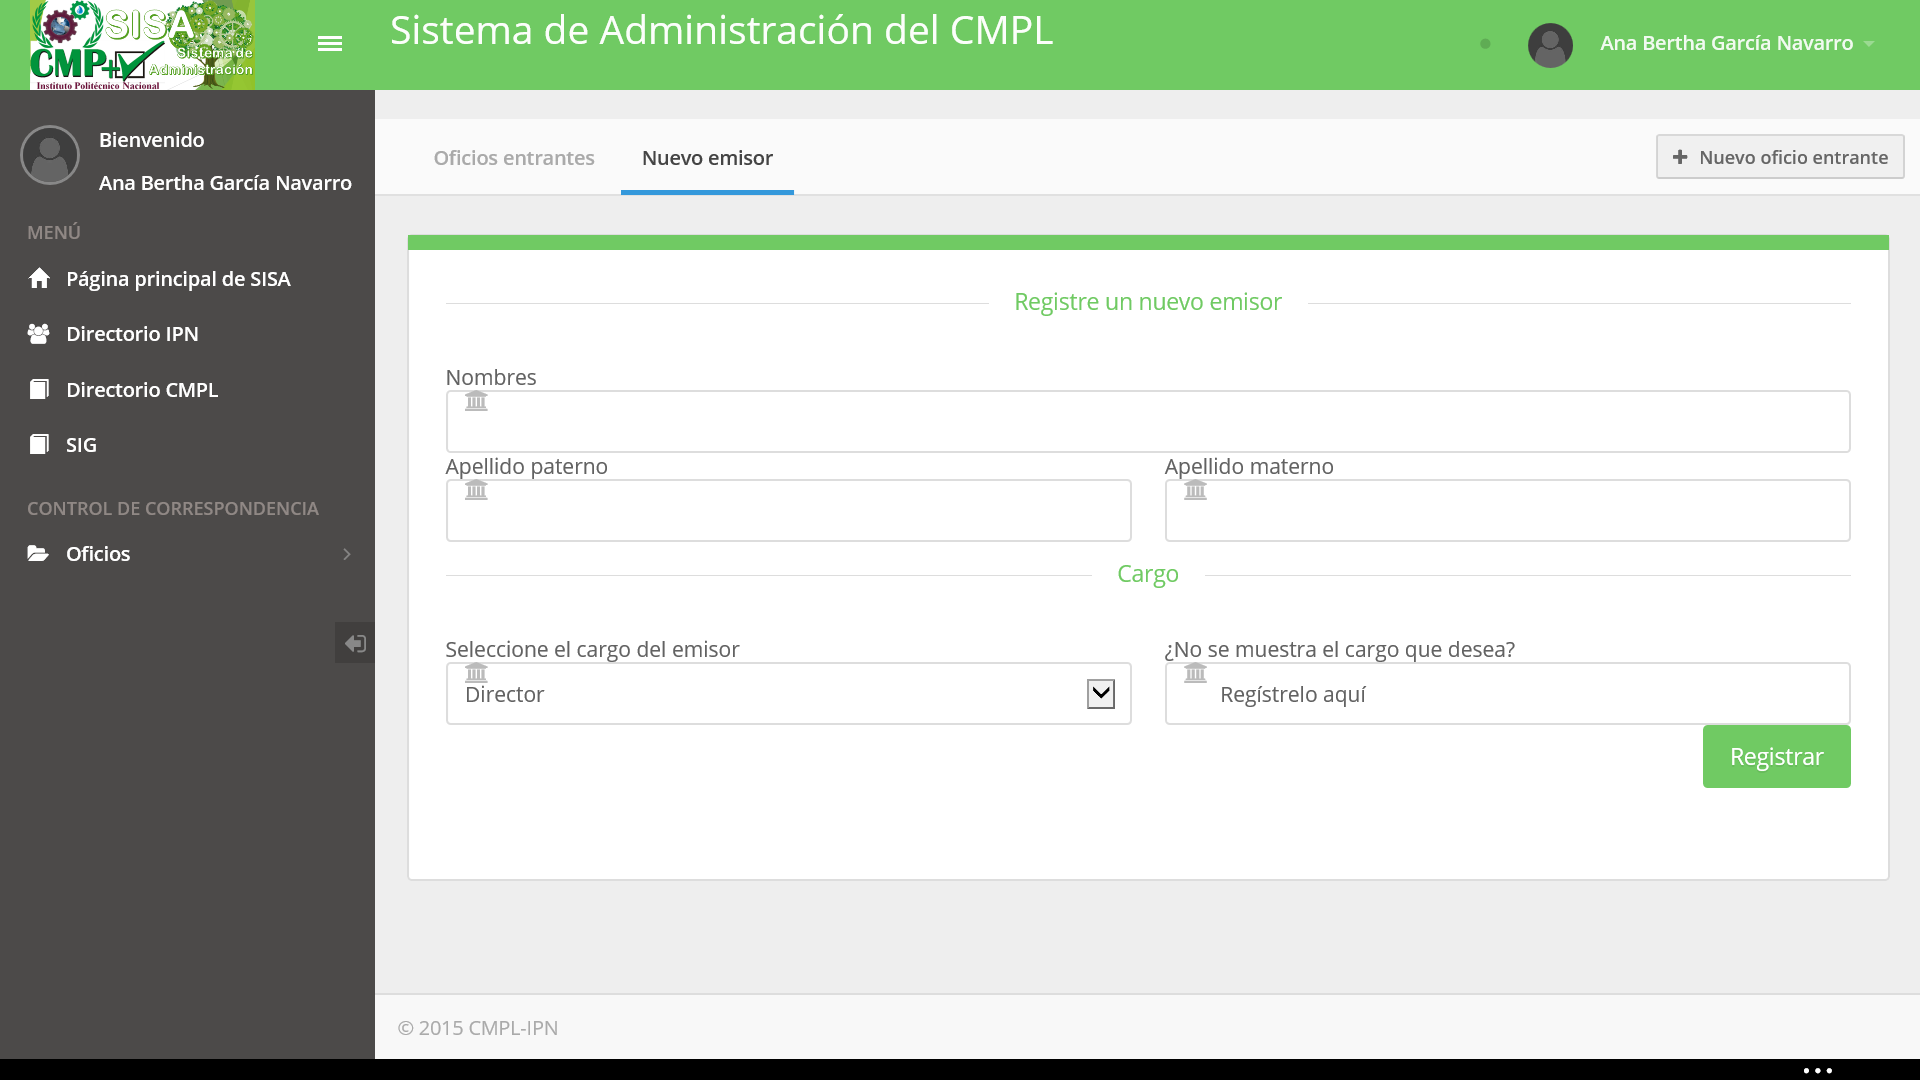 SISA
CMP+
Sistema de
Administración
Instituto Politécnico Nacional
Sistema de Administración del CMPL
Ana Bertha García Navarro
Bienvenido
Ana Bertha García Navarro
MENÚ
Página principal de SISA
Directorio IPN
Directorio CMPL
SIG
CONTROL DE CORRESPONDENCIA
Oficios
Oficios entrantes
Nuevo emisor
Nuevo oficio entrante
Registre un nuevo emisor
Nombres
Apellido paterno
Apellido materno
Cargo
Seleccione el cargo del emisor
¿No se muestra el cargo que desea?
Director
Regístrelo aquí
Registrar
© 2015 CMPL-IPN